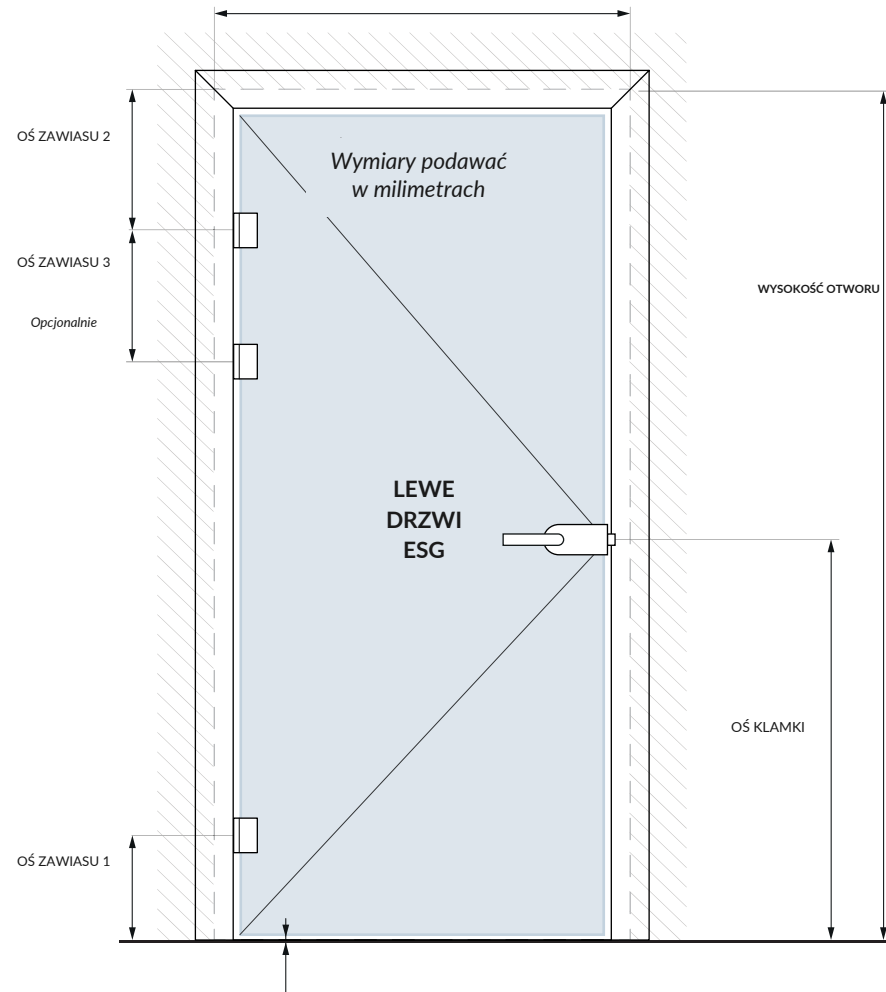 OŚ ZAWIASU 2
Wymiary podawać
w milimetrach
OŚ ZAWIASU 3
WYSOKOŚĆ OTWORU
Opcjonalnie
LEWE
DRZWI
ESG
OŚ KLAMKI
OŚ ZAWIASU 1